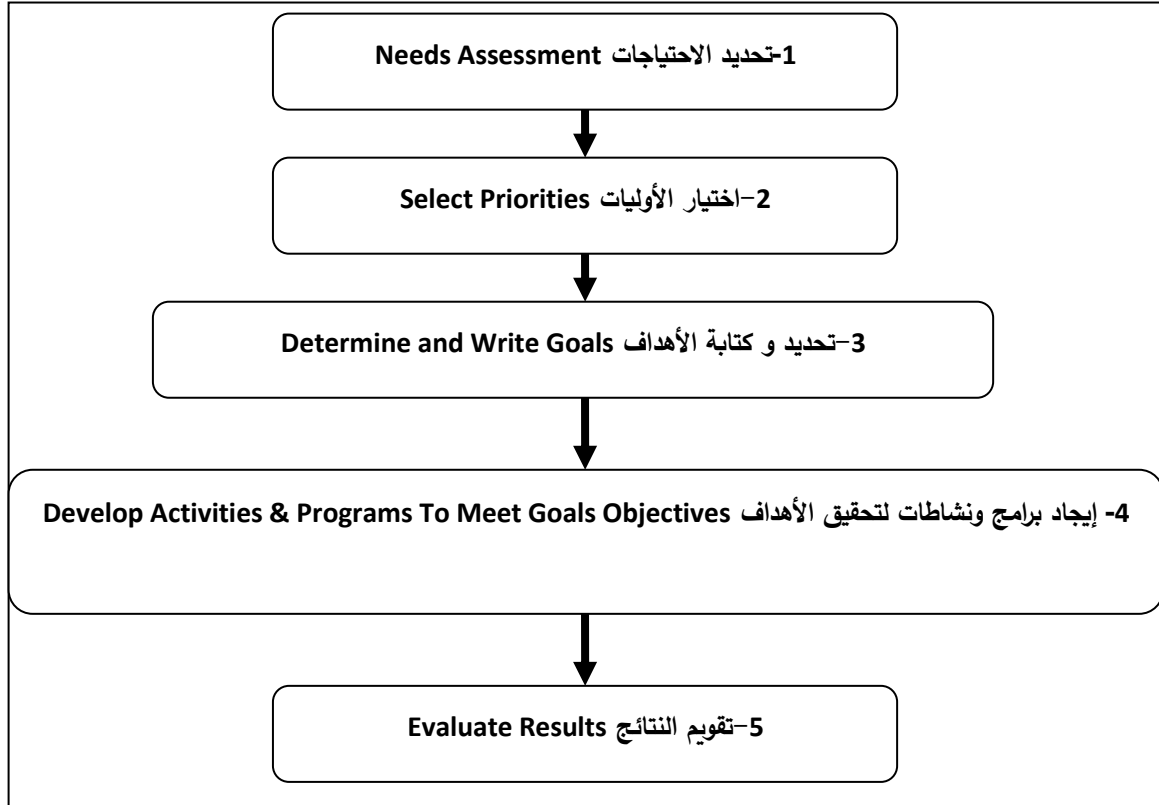 1-تحديد الاحتياجات Needs Assessment
2-اختيار الأوليات Select Priorities
3-تحديد و كتابة الأهداف Determine and Write Goals
4- إيجاد برامج ونشاطات لتحقيق الأهداف Develop Activities & Programs To Meet Goals Objectives
5-تقويم النتائج Evaluate Results